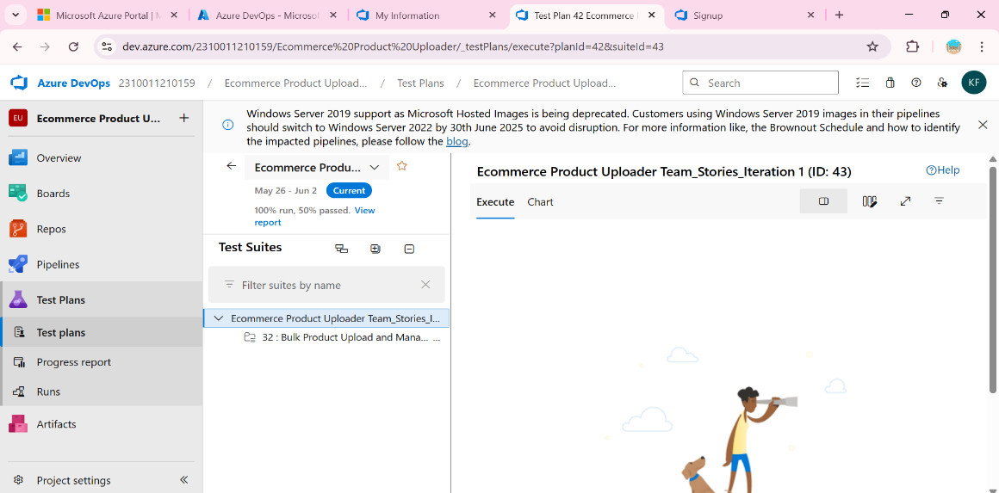 Microsoft Azure Portal | M
Azure DevOps - Microsof
My Information
Test Plan 42 Ecommerce
Signup
dev.azure.com/2310011210159/Ecommerce%20Product%20Uploader/_testPlans/execute?planId=42&suiteId=43
Azure DevOps 2310011210159 / Ecommerce Product Upload... / Test Plans / Ecommerce Product Upload...
Search
KF
EU Ecommerce Product U...
Windows Server 2019 support as Microsoft Hosted Images is being deprecated. Customers using Windows Server 2019 images in their pipelines
should switch to Windows Server 2022 by 30th June 2025 to avoid disruption. For more information like, the Brownout Schedule and how to identify
the impacted pipelines, please follow the blog.
Overview
Boards
Repos
Pipelines
Test Plans
Test plans
Progress report
Runs
Artifacts
Project settings
Ecommerce Produ...
May 26 - Jun 2 Current
100% run, 50% passed. View
report
Test Suites
Filter suites by name
Ecommerce Product Uploader Team_Stories_I...
32 : Bulk Product Upload and Mana... ...
Ecommerce Product Uploader Team_Stories_Iteration 1 (ID: 43)
Help
Execute Chart